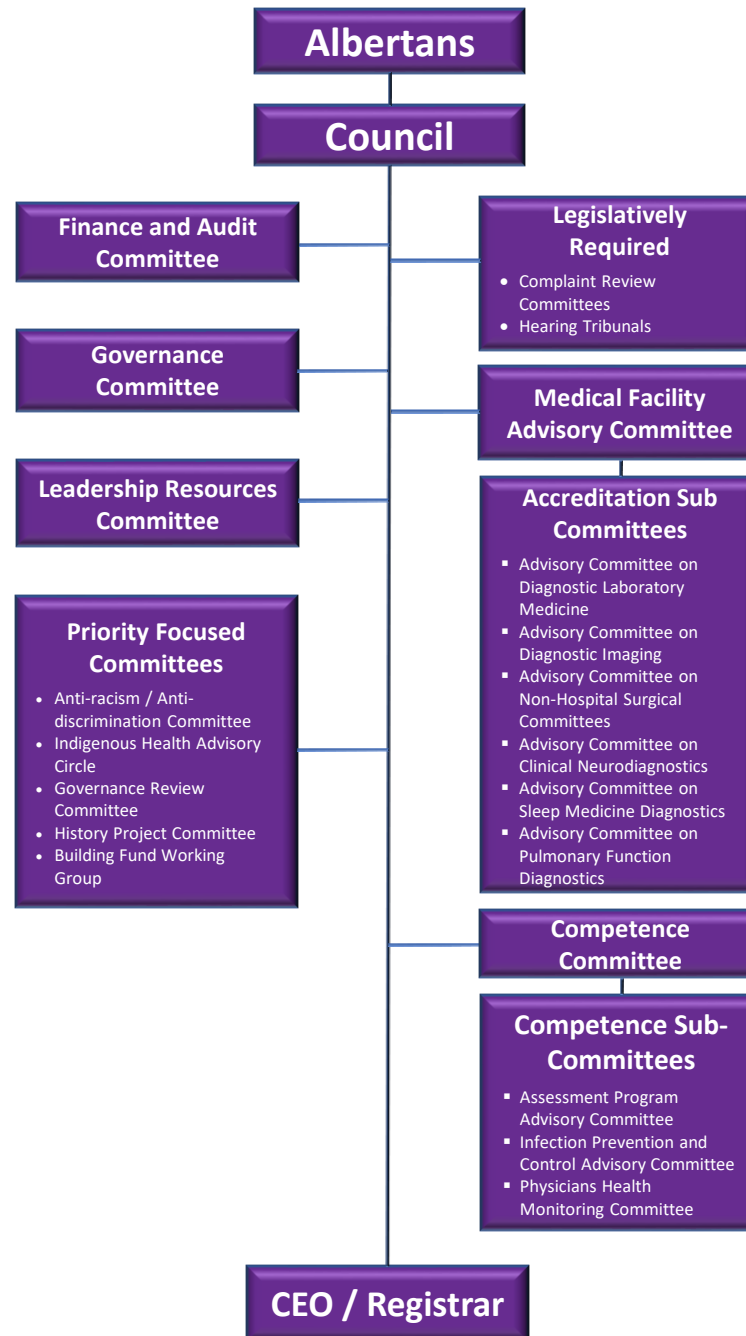 Albertans
Council
Finance and Audit
Committee
Governance
Committee
Leadership Resources
Committee
Priority Focused
Committees
• Anti-racism / Anti-
discrimination Committee
• Indigenous Health Advisory
Circle
• Governance Review
Committee
• History Project Committee
• Building Fund Working
Group
Legislatively
Required
• Complaint Review
Committees
• Hearing Tribunals
Medical Facility
Advisory Committee
Accreditation Sub
Committees
▪ Advisory Committee on
Diagnostic Laboratory
Medicine
▪ Advisory Committee on
Diagnostic Imaging
▪ Advisory Committee on
Non-Hospital Surgical
Committees
▪ Advisory Committee on
Clinical Neurodiagnostics
▪ Advisory Committee on
Sleep Medicine Diagnostics
▪ Advisory Committee on
Pulmonary Function
Diagnostics
Competence
Committee
Competence Sub-
Committees
▪ Assessment Program
Advisory Committee
▪ Infection Prevention and
Control Advisory Committee
▪ Physicians Health
Monitoring Committee
CEO / Registrar